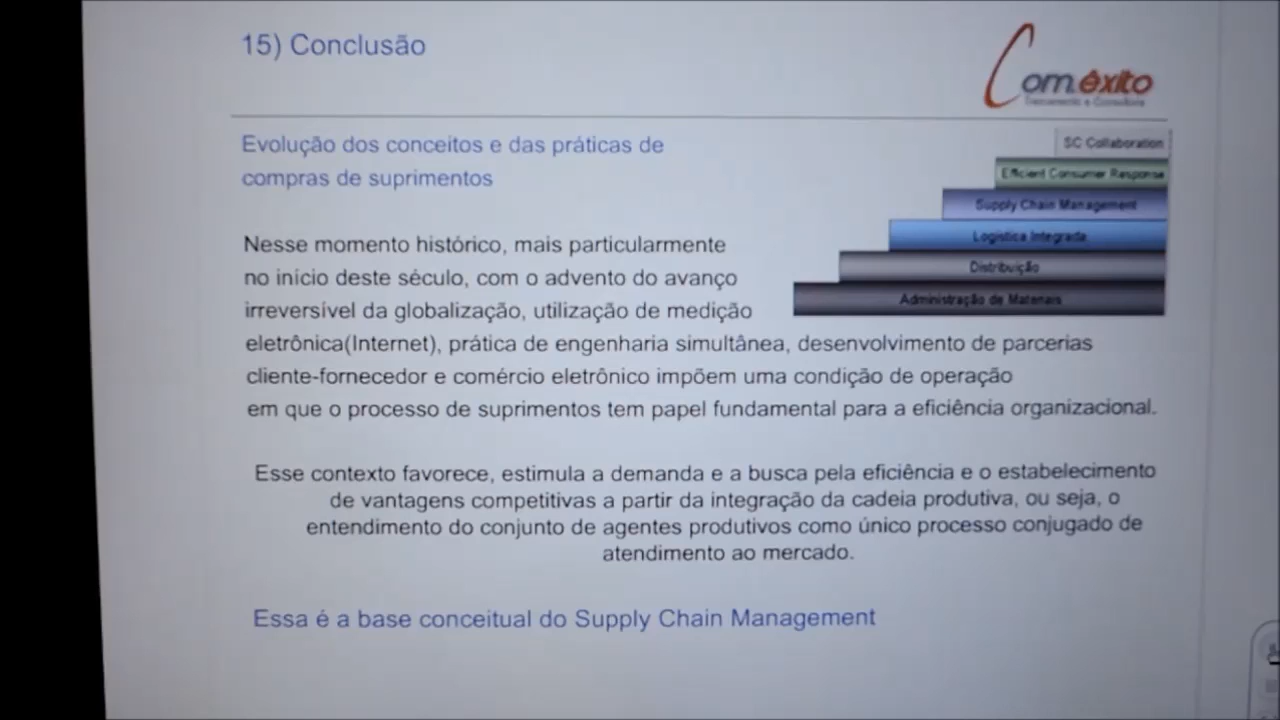 15) Conclusão
Com.êxito
Treinamento e Consultoria
Evolução dos conceitos e das práticas de
compras de suprimentos
SC Collaboration
Efficient Consumer Response
Supply Chain Management
Logística Integrada
Distribuição
Administração de Materiais
Nesse momento histórico, mais particularmente
no início deste século, com o advento do avanço
irreversível da globalização, utilização de medição
eletrônica(Internet), prática de engenharia simultânea, desenvolvimento de parcerias
cliente-fornecedor e comércio eletrônico impõem uma condição de operação
em que o processo de suprimentos tem papel fundamental para a eficiência organizacional.
Esse contexto favorece, estimula a demanda e a busca pela eficiência e o estabelecimento
de vantagens competitivas a partir da integração da cadeia produtiva, ou seja, o
entendimento do conjunto de agentes produtivos como único processo conjugado de
atendimento ao mercado.
Essa é a base conceitual do Supply Chain Management